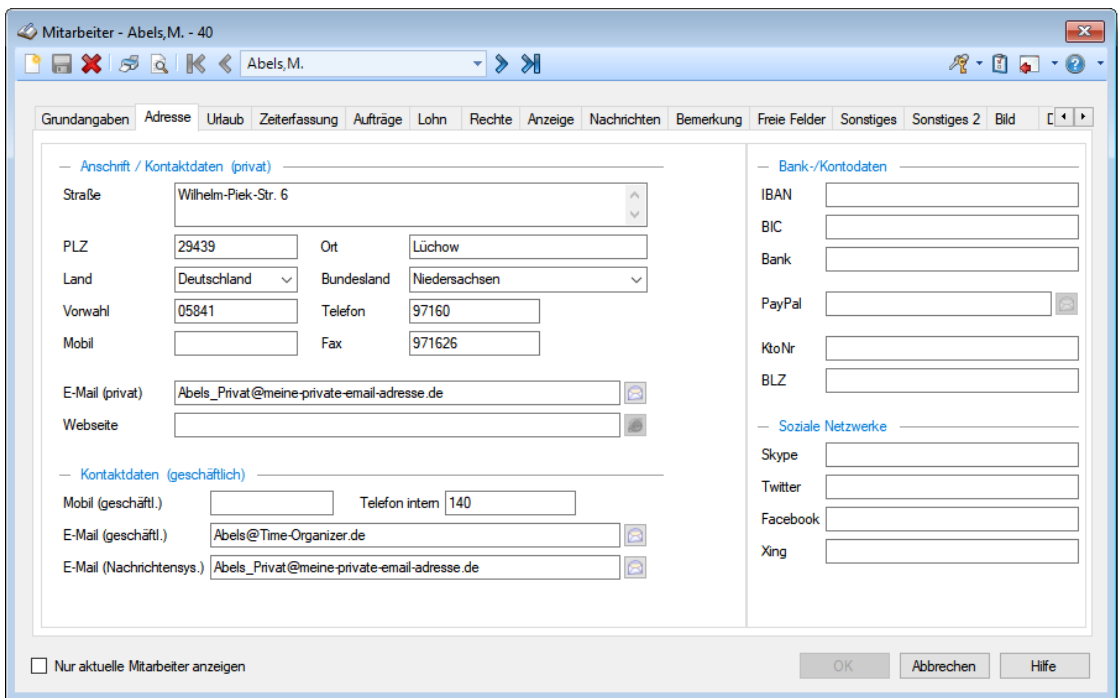 Mitarbeiter - Abels,M. - 40
Abels,M.
Grundangaben Adresse Urlaub Zeiterfassung Aufträge Lohn Rechte Anzeige Nachrichten Bemerkung Freie Felder Sonstiges Sonstiges 2 Bild
Anschrift / Kontaktdaten (privat)
Straße Wilhelm-Piek-Str. 6
PLZ 29439 Ort Lüchow
Land Deutschland Bundesland Niedersachsen
Vorwahl 05841 Telefon 97160
Mobil Fax 971626
E-Mail (privat) Abels_Privat@meine-private-email-adresse.de
Webseite
Kontaktdaten (geschäftlich)
Mobil (geschäftl.) Telefon intern 140
E-Mail (geschäftl.) Abels@Time-Organizer.de
E-Mail (Nachrichtensys.) Abels_Privat@meine-private-email-adresse.de
Bank-/Kontodaten
IBAN
BIC
Bank
PayPal
KtoNr
BLZ
Soziale Netzwerke
Skype
Twitter
Facebook
Xing
Nur aktuelle Mitarbeiter anzeigen
OK Abbrechen Hilfe